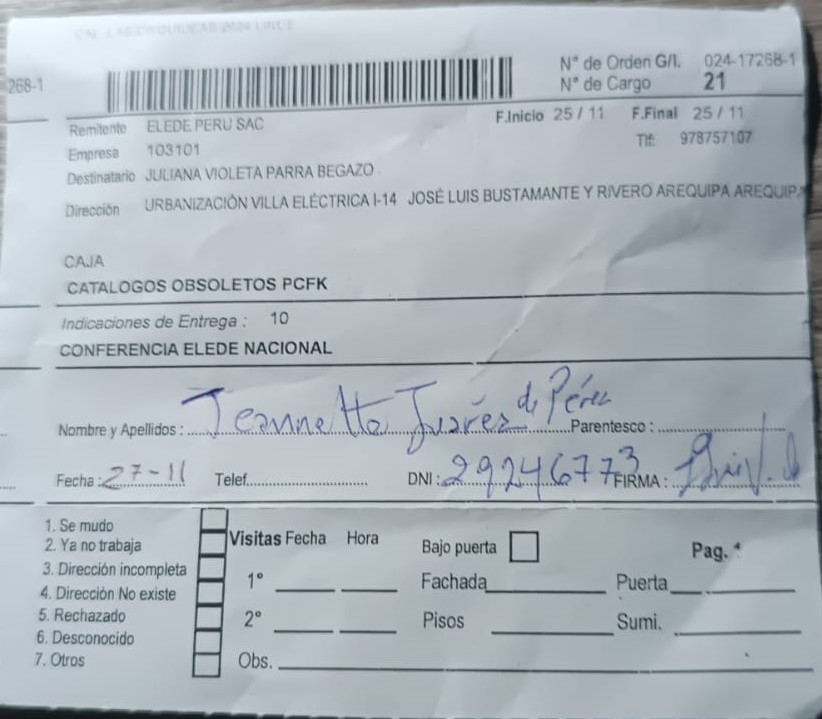 268-1
N° de Orden G/I. 024-17268-1
N° de Cargo 21
Remitente ELEDE PERU SAC F.Inicio 25 / 11 F.Final 25 / 11
Empresa 103101 Tlf: 978757107
Destinatario JULIANA VIOLETA PARRA BEGAZO
Dirección URBANIZACIÓN VILLA ELÉCTRICA I-14 JOSÉ LUIS BUSTAMANTE Y RIVERO AREQUIPA AREQUIPA
CAJA
CATALOGOS OBSOLETOS PCFK
Indicaciones de Entrega : 10
CONFERENCIA ELEDE NACIONAL
Nombre y Apellidos : Jeannette Juárez de Pérez Parentesco :
Fecha : 27-11 Telef. DNI : 29246773 FIRMA :
1. Se mudo
2. Ya no trabaja
3. Dirección incompleta
4. Dirección No existe
5. Rechazado
6. Desconocido
7. Otros
Visitas Fecha Hora Bajo puerta Pag.
1° Fachada Puerta
2° Pisos Sumi.
Obs.